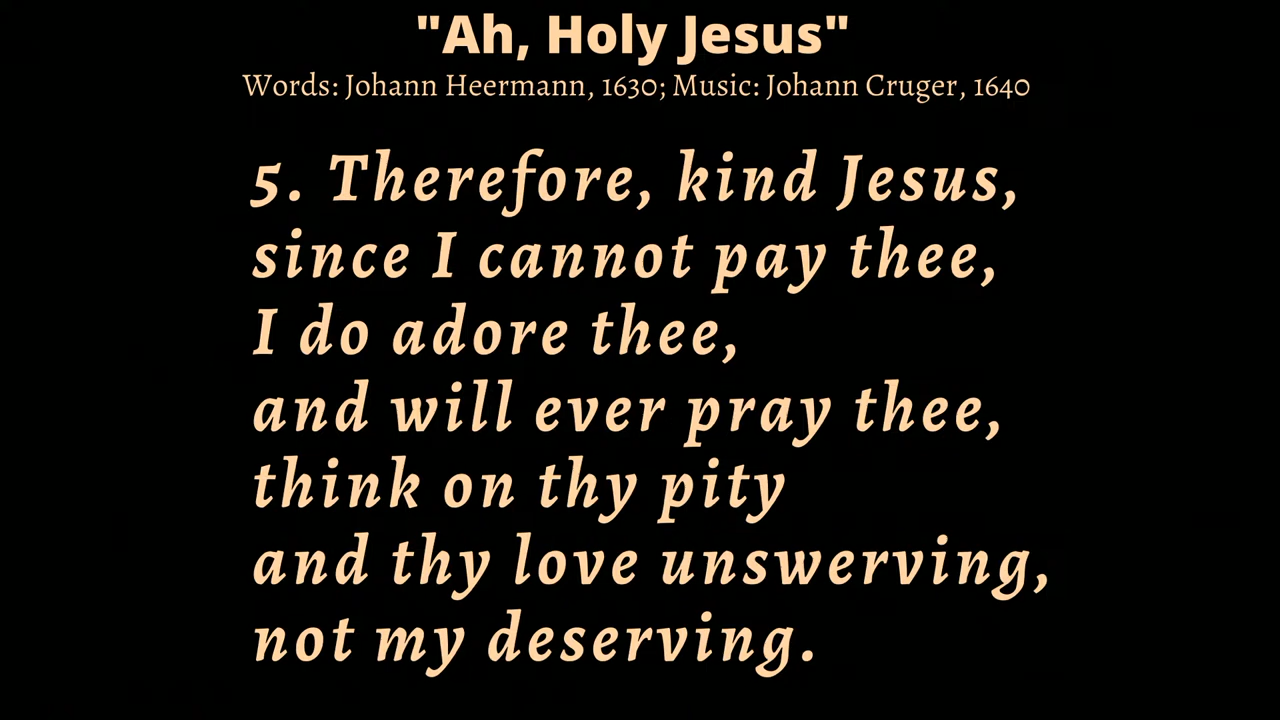 "Ah, Holy Jesus"
Words: Johann Heermann, 1630; Music: Johann Cruger, 1640
5. Therefore, kind Jesus,
since I cannot pay thee,
I do adore thee,
and will ever pray thee,
think on thy pity
and thy love unswerving,
not my deserving.